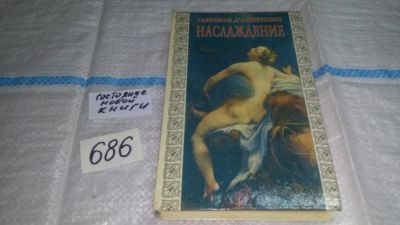 ГАБРИЭЛЕ Д'АННУНЦИО
НАСЛАЖДЕНИЕ
СОСТОЯНИЕ
НОВОЙ
КНИГИ
686